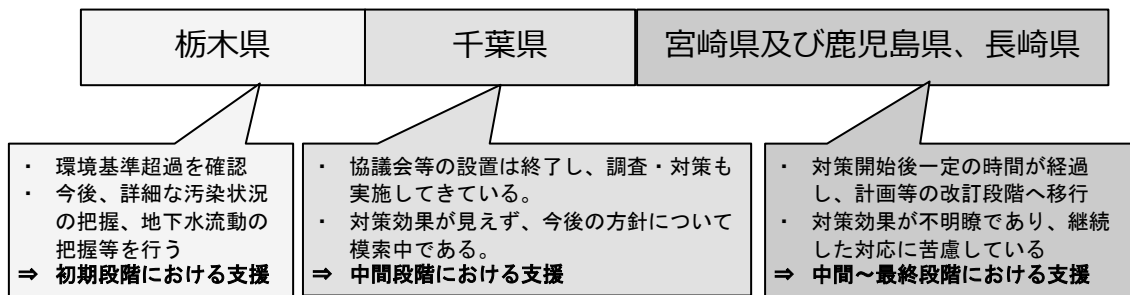 栃木県
千葉県
宮崎県及び鹿児島県、長崎県
・ 環境基準超過を確認
・ 今後、詳細な汚染状況
の把握、地下水流動の
把握等を行う
⇒ 初期段階における支援
・ 協議会等の設置は終了し、調査・対策も
実施してきている。
・ 対策効果が見えず、今後の方針について
模索中である。
⇒ 中間段階における支援
・ 対策開始後一定の時間が経過
し、計画等の改訂段階へ移行
・ 対策効果が不明瞭であり、継続
した対応に苦慮している
⇒ 中間～最終段階における支援